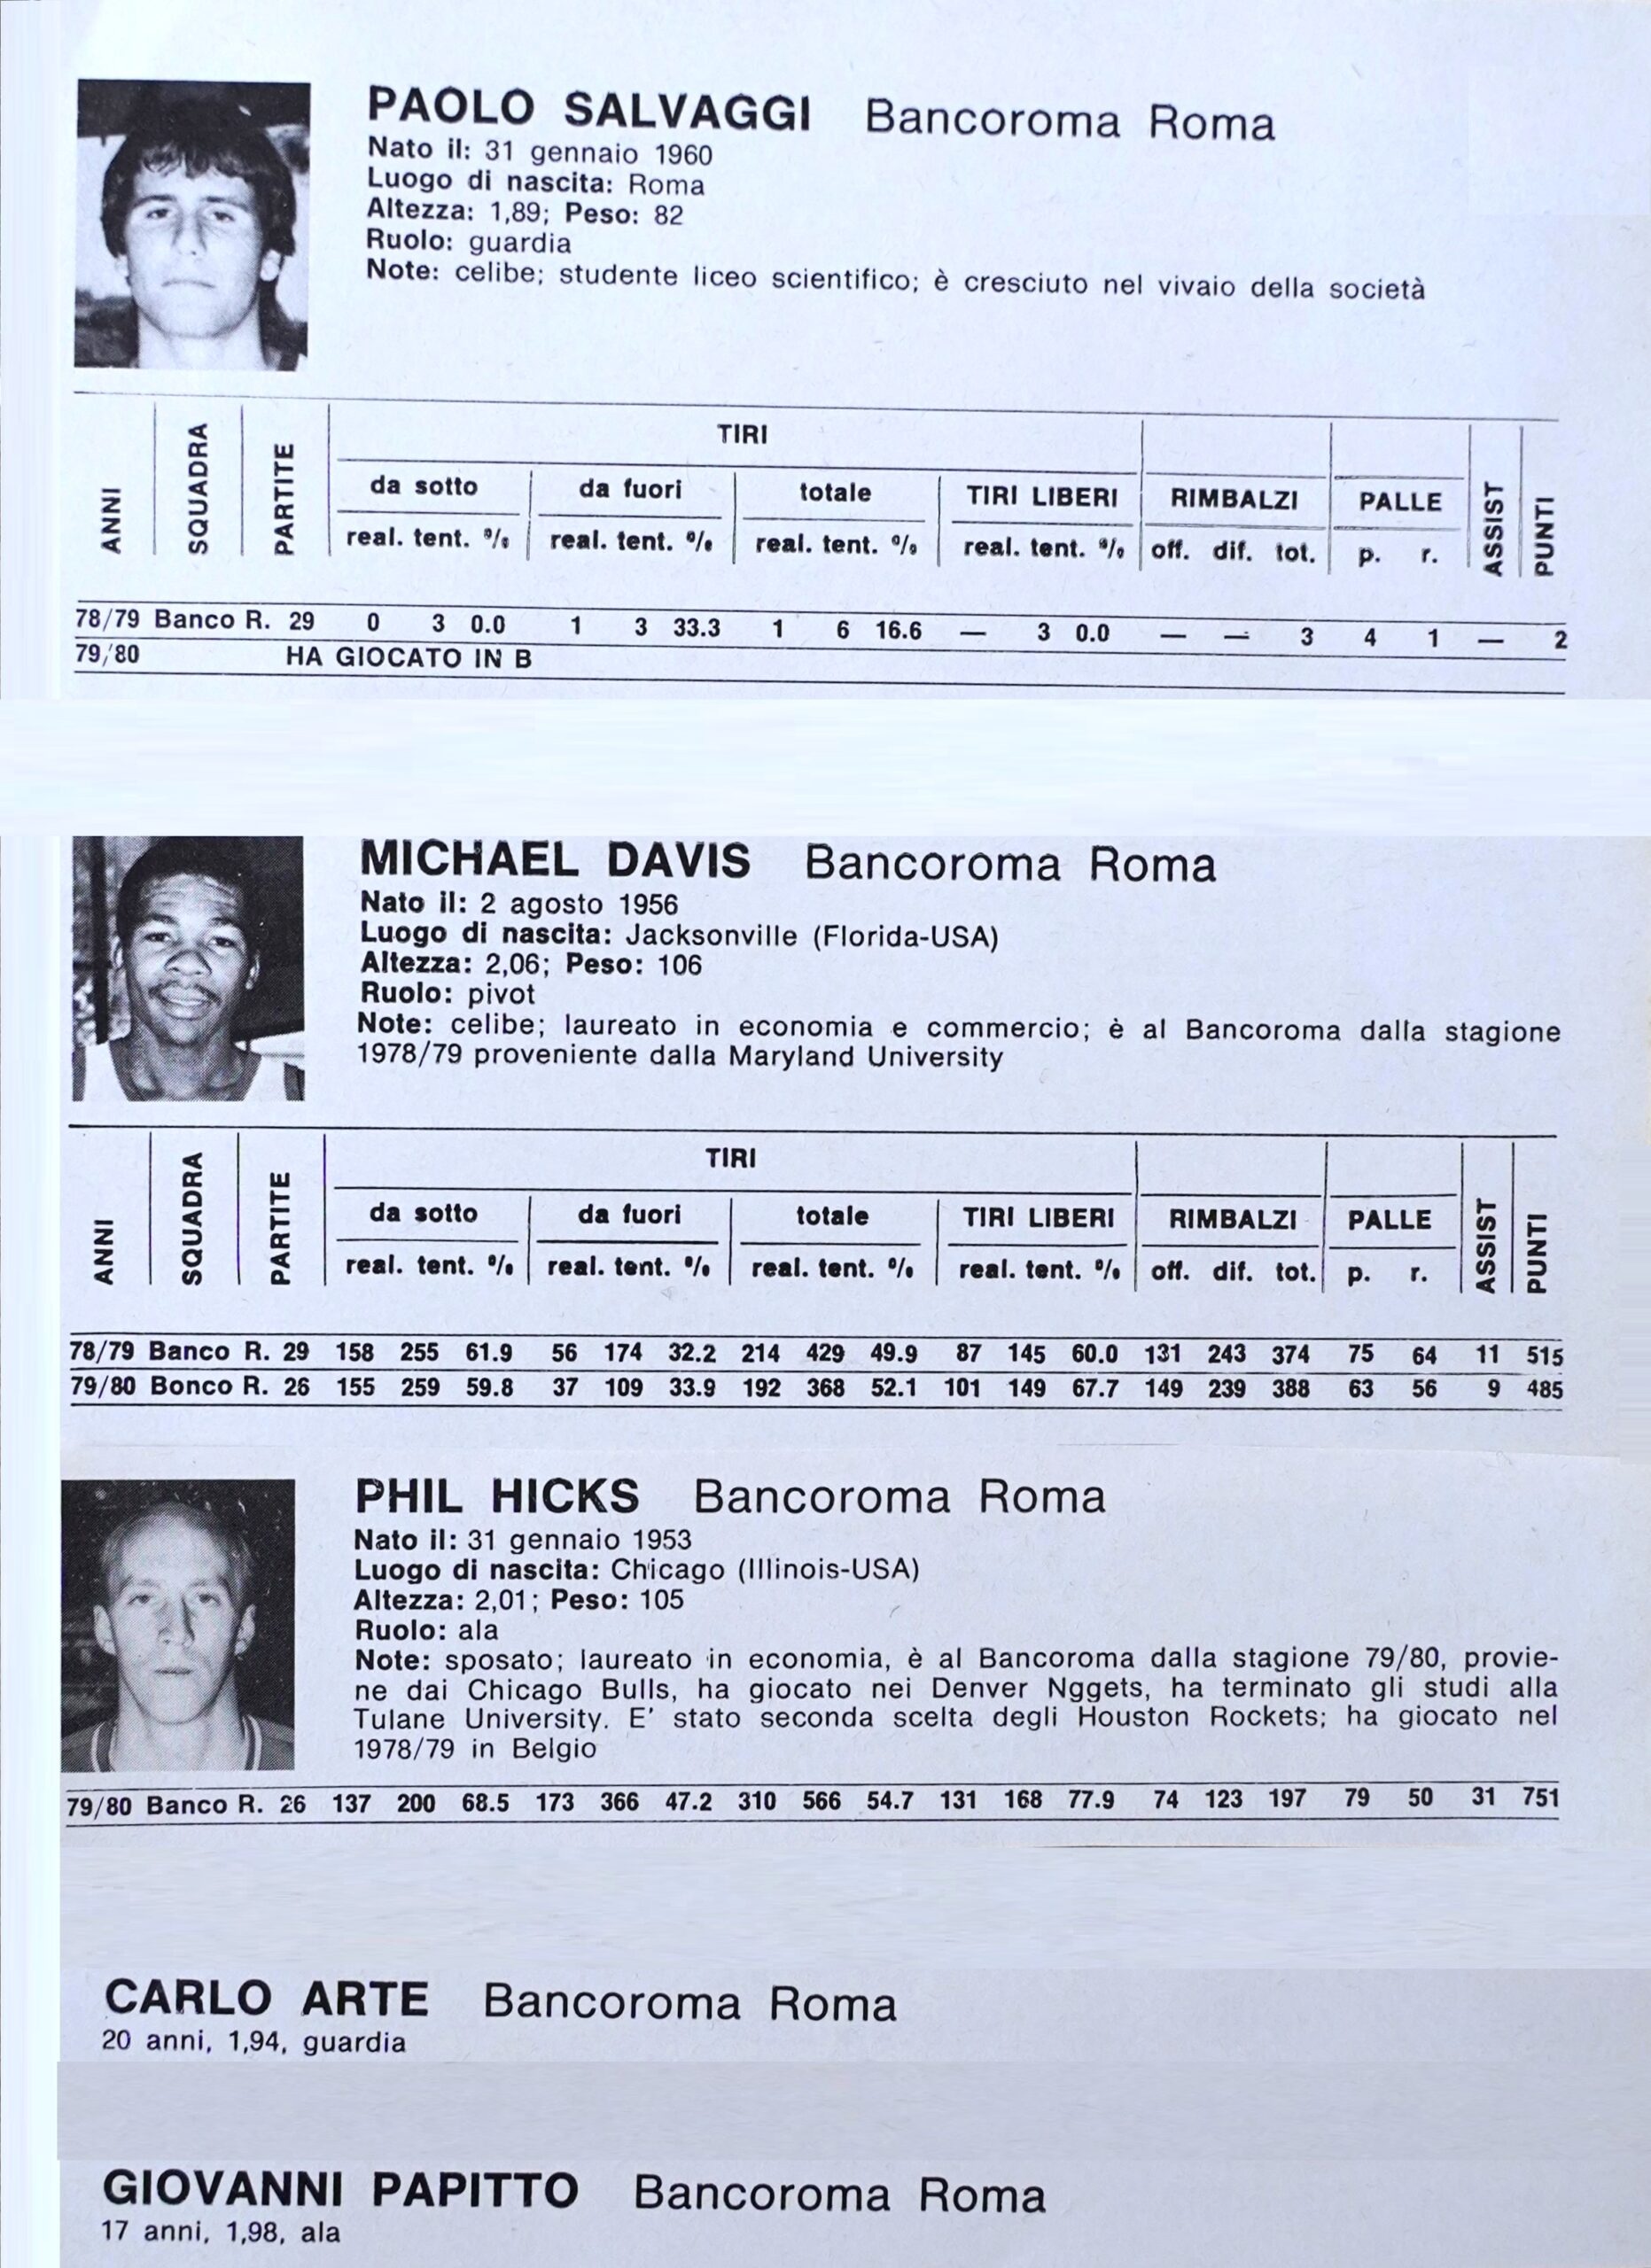 PAOLO SALVAGGI Bancoroma Roma
Nato il: 31 gennaio 1960
Luogo di nascita: Roma
Altezza: 1,89; Peso: 82
Ruolo: guardia
Note: celibe; studente liceo scientifico; è cresciuto nel vivaio della società
ANNI SQUADRA PARTITE TIRI ASSIST PUNTI
da sotto da fuori totale TIRI LIBERI RIMBALZI PALLE
real. tent. % real. tent. % real. tent. % real. tent. % off. dif. tot. p. r.
78/79 Banco R. 29 0 3 0.0 1 3 33.3 1 6 16.6 — 3 0.0 — — 3 4 1 — 2
79/80 HA GIOCATO IN B
MICHAEL DAVIS Bancoroma Roma
Nato il: 2 agosto 1956
Luogo di nascita: Jacksonville (Florida-USA)
Altezza: 2,06; Peso: 106
Ruolo: pivot
Note: celibe; laureato in economia e commercio; è al Bancoroma dalla stagione
1978/79 proveniente dalla Maryland University
ANNI SQUADRA PARTITE TIRI ASSIST PUNTI
da sotto da fuori totale TIRI LIBERI RIMBALZI PALLE
real. tent. % real. tent. % real. tent. % real. tent. % off. dif. tot. p. r.
78/79 Banco R. 29 158 255 61.9 56 174 32.2 214 429 49.9 87 145 60.0 131 243 374 75 64 11 515
79/80 Bonco R. 26 155 259 59.8 37 109 33.9 192 368 52.1 101 149 67.7 149 239 388 63 56 9 485
PHIL HICKS Bancoroma Roma
Nato il: 31 gennaio 1953
Luogo di nascita: Chicago (Illinois-USA)
Altezza: 2,01; Peso: 105
Ruolo: ala
Note: sposato; laureato in economia, è al Bancoroma dalla stagione 79/80, provie-
ne dai Chicago Bulls, ha giocato nei Denver Nggets, ha terminato gli studi alla
Tulane University. E' stato seconda scelta degli Houston Rockets; ha giocato nel
1978/79 in Belgio
79/80 Banco R. 26 137 200 68.5 173 366 47.2 310 566 54.7 131 168 77.9 74 123 197 79 50 31 751
CARLO ARTE Bancoroma Roma
20 anni, 1,94, guardia
GIOVANNI PAPITTO Bancoroma Roma
17 anni, 1,98, ala